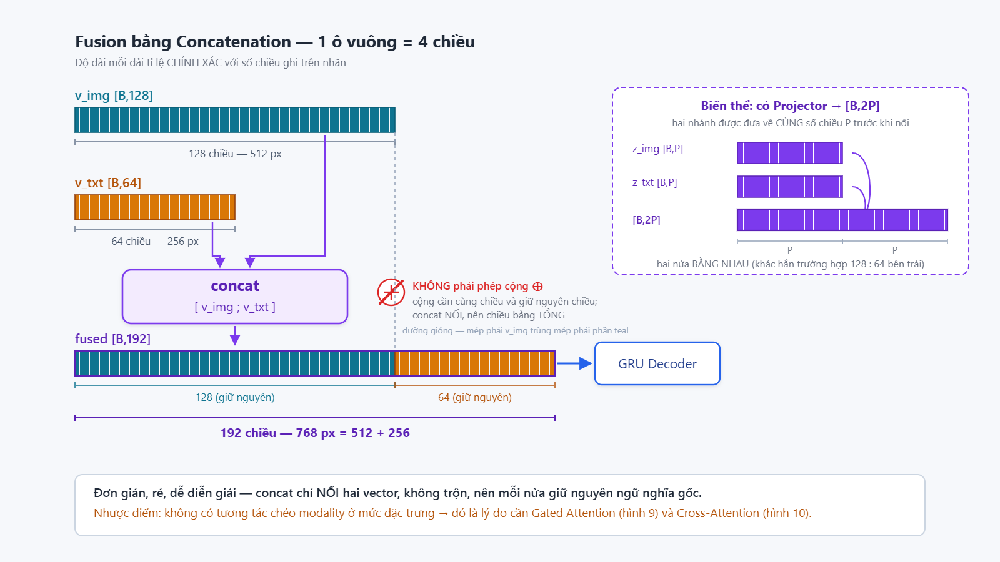 Fusion bằng Concatenation — 1 ô vuông = 4 chiều
Độ dài mỗi dải tỉ lệ CHÍNH XÁC với số chiều ghi trên nhãn
v_img [B,128]
128 chiều — 512 px
v_txt [B,64]
64 chiều — 256 px
concat
[ v_img ; v_txt ]
KHÔNG phải phép cộng ⊕
cộng cần cùng chiều và giữ nguyên chiều;
concat NỐI, nên chiều bằng TỔNG
đường gióng — mép phải v_img trùng mép phải phần teal
fused [B,192]
GRU Decoder
128 (giữ nguyên)
64 (giữ nguyên)
192 chiều — 768 px = 512 + 256
Biến thể: có Projector → [B,2P]
hai nhánh được đưa về CÙNG số chiều P trước khi nối
z_img [B,P]
z_txt [B,P]
[B,2P]
P
P
hai nửa BẰNG NHAU (khác hẳn trường hợp 128 : 64 bên trái)
Đơn giản, rẻ, dễ diễn giải — concat chỉ NỐI hai vector, không trộn, nên mỗi nửa giữ nguyên ngữ nghĩa gốc.
Nhược điểm: không có tương tác chéo modality ở mức đặc trưng → đó là lý do cần Gated Attention (hình 9) và Cross-Attention (hình 10).